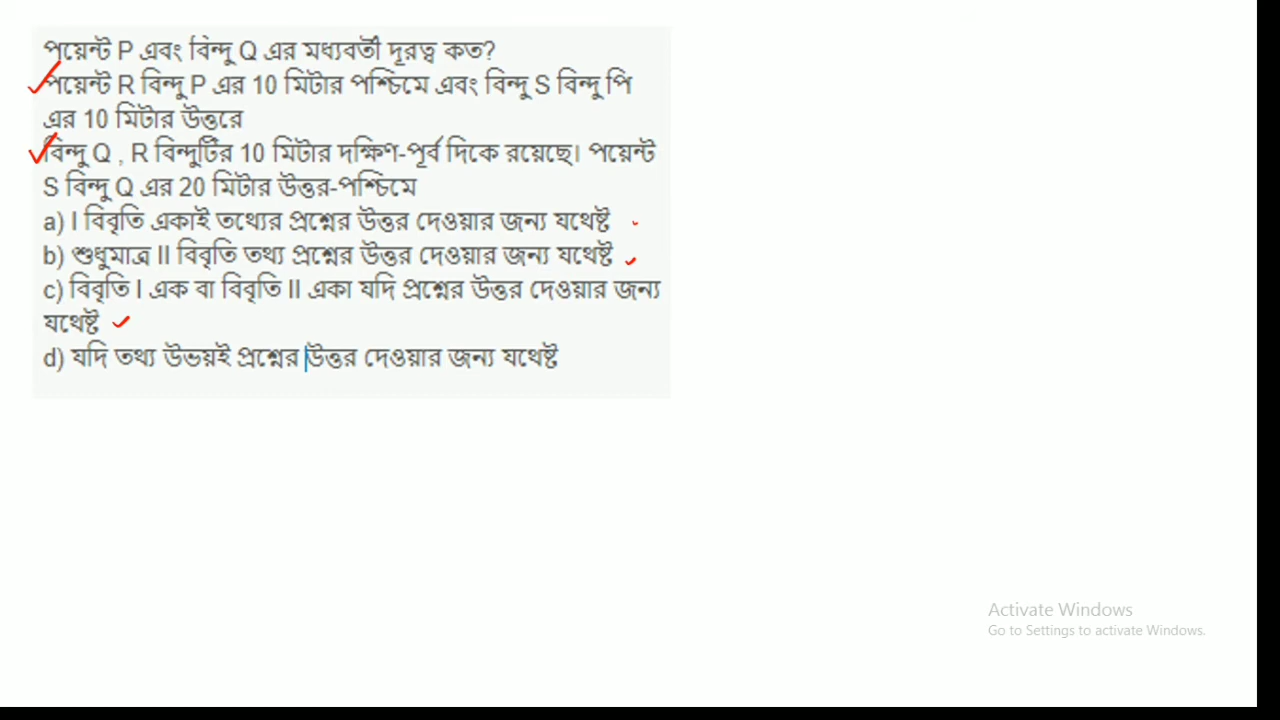 পয়েন্ট P এবং বিন্দু Q এর মধ্যবর্তী দূরত্ব কত?
পয়েন্ট R বিন্দু P এর 10 মিটার পশ্চিমে এবং বিন্দু S বিন্দু পি
এর 10 মিটার উত্তরে
বিন্দু Q , R বিন্দুটির 10 মিটার দক্ষিণ-পূর্ব দিকে রয়েছে। পয়েন্ট
S বিন্দু Q এর 20 মিটার উত্তর-পশ্চিমে
a) I বিবৃতি একাই তথ্যের প্রশ্নের উত্তর দেওয়ার জন্য যথেষ্ট
b) শুধুমাত্র II বিবৃতি তথ্য প্রশ্নের উত্তর দেওয়ার জন্য যথেষ্ট
c) বিবৃতি I এক বা বিবৃতি II একা যদি প্রশ্নের উত্তর দেওয়ার জন্য
যথেষ্ট
d) যদি তথ্য উভয়ই প্রশ্নের উত্তর দেওয়ার জন্য যথেষ্ট
Activate Windows
Go to Settings to activate Windows.